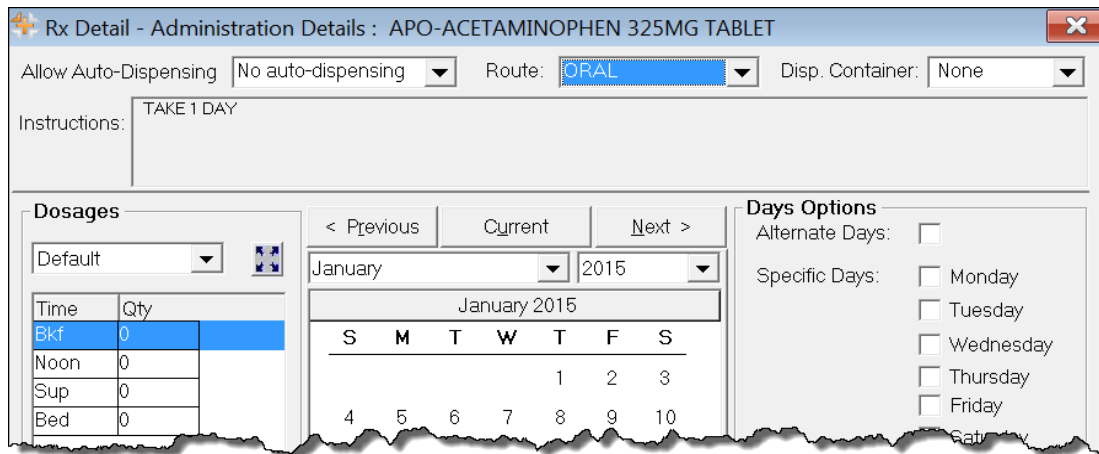 Rx Detail - Administration Details : APO-ACETAMINOPHEN 325MG TABLET
Allow Auto-Dispensing No auto-dispensing Route: ORAL Disp. Container: None
Instructions: TAKE 1 DAY
Dosages
Default
Time Qty
Bkf 0
Noon 0
Sup 0
Bed 0
< Previous Current Next >
January 2015
January 2015
S M T W T F S
1 2 3
4 5 6 7 8 9 10
Days Options
Alternate Days:
Specific Days: Monday
Tuesday
Wednesday
Thursday
Friday
Saturday